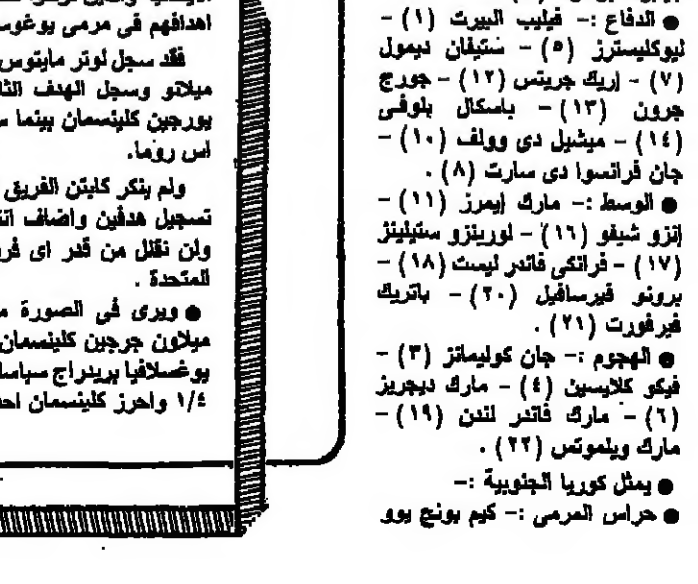 ● الدفاع :- فيليب البيرت (١) -
ليوكليسترز (٥) - ستيفان ديمول
(٧) - إريك جريتس (١٢) - جورج
جرون (١٣) - باسكال بلوفى
(١٤) - ميشيل دى وولف (١٠) -
جان فرانسوا دى سارت (٨) .
● الوسط :- مارك إيمرز (١١) -
إنزو شيفو (١٦) - لورينزو ستيلينز
(١٧) - فرانكى فاندر ليست (١٨) -
برونو فيرسافيل (٢٠) - باتريك
فيرفورت (٢١) .
● الهجوم :- جان كوليمانز (٣) -
فيكو كلايسين (٤) - مارك ديجريز
(٦) - مارك فاندر لندن (١٩) -
مارك ويلموتس (٢٢) .
● يمثل كوريا الجنوبية :-
● حراس المرمى :- كيم بونج يوو
اهدافهم فى مرمى يوغوس
فقد سجل لوتر مايتوس
ميلانو وسجل الهدف الثا
يورجين كلينسمان بينما س
اس روما.
ولم ينكر كابتن الفريق
تسجيل هدفين واضاف انت
ولن نقلل من قدر اى فر
المتحدة .
● ويرى فى الصورة م
ميلاون جرجين كلينسمان
يوغسلافيا بريدراج سباسا
١/٤ واحرز كلينسمان احد